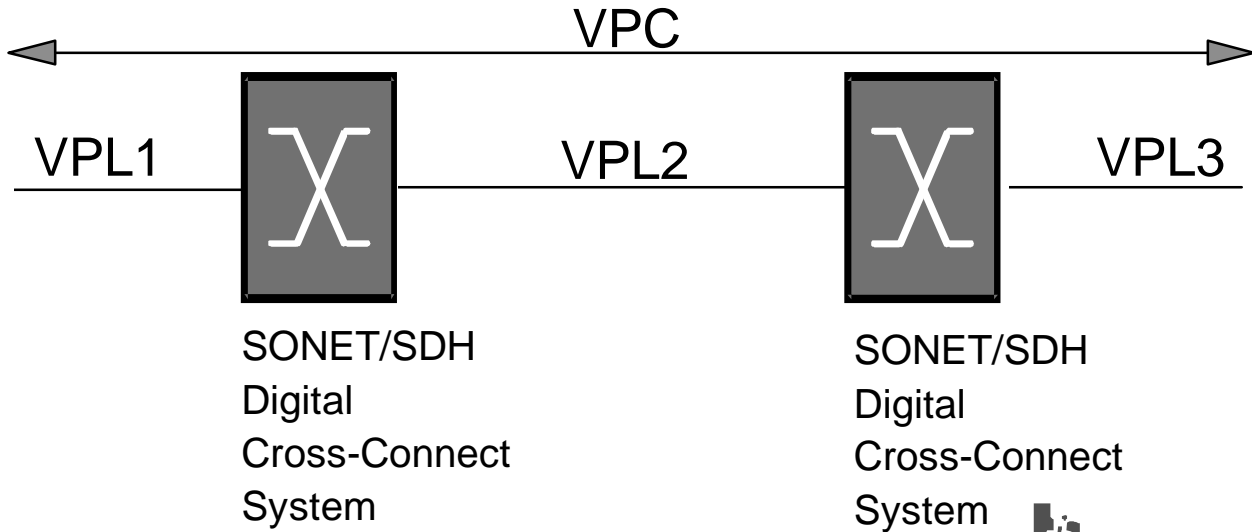 VPC
VPL1
VPL2
VPL3
SONET/SDH
Digital
Cross-Connect
System
SONET/SDH
Digital
Cross-Connect
System